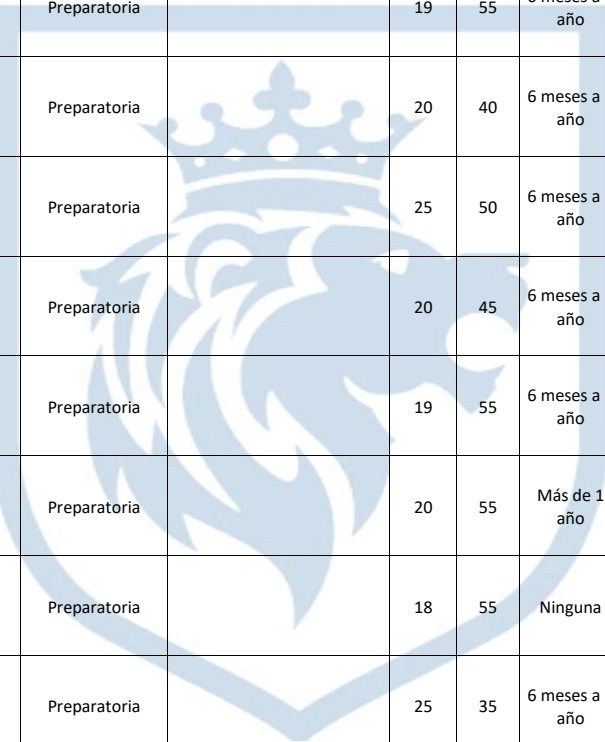 Preparatoria 19 55 6 meses a
año
Preparatoria 20 40 6 meses a
año
Preparatoria 25 50 6 meses a
año
Preparatoria 20 45 6 meses a
año
Preparatoria 19 55 6 meses a
año
Preparatoria 20 55 Más de 1
año
Preparatoria 18 55 Ninguna
Preparatoria 25 35 6 meses a
año